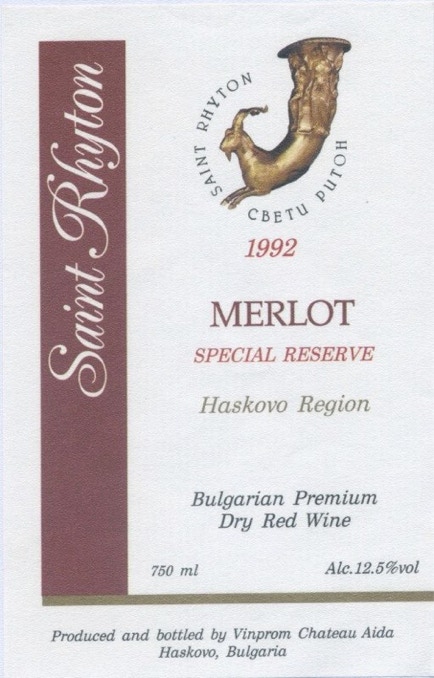 Saint Rhyton
SAINT RHYTON
СВЕТИ РИТОН
1992
MERLOT
SPECIAL RESERVE
Haskovo Region
Bulgarian Premium
Dry Red Wine
750 ml
Alc.12.5%vol
Produced and bottled by Vinprom Chateau Aida
Haskovo, Bulgaria